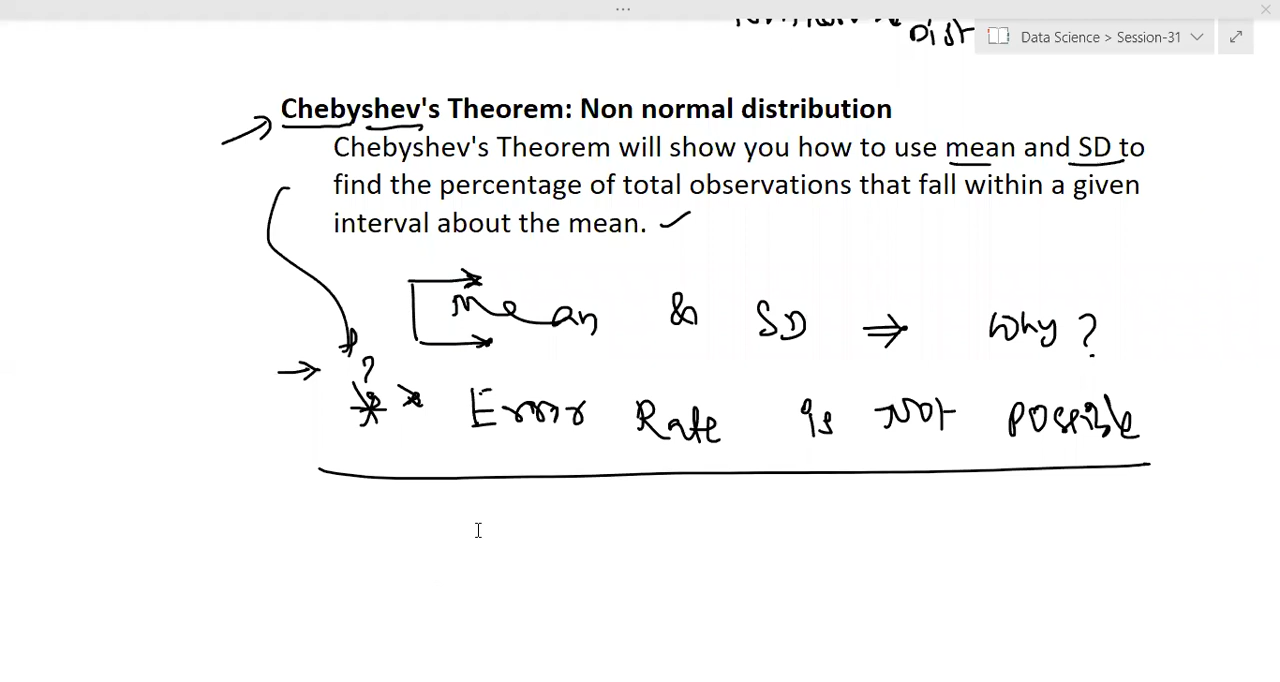 Dist
Data Science > Session-31
Chebyshev's Theorem: Non normal distribution
Chebyshev's Theorem will show you how to use mean and SD to
find the percentage of total observations that fall within a given
interval about the mean.
Mean & SD ⇒ Why?
?
Error Rate is Not possible